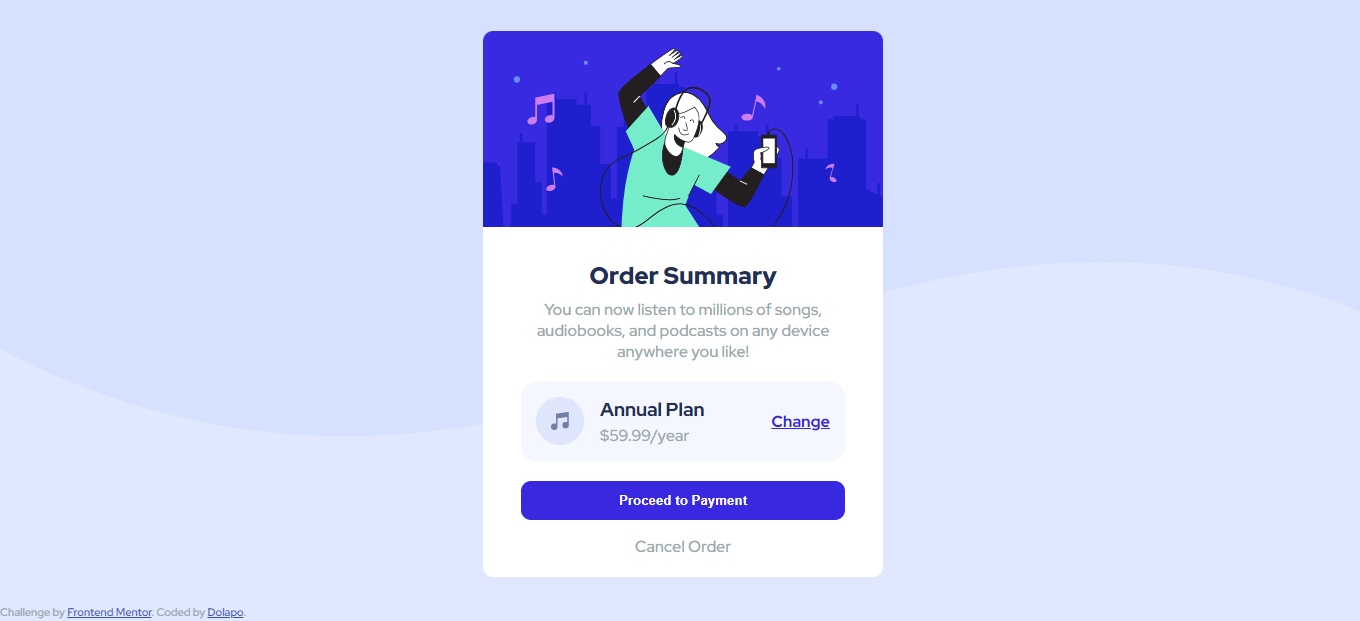 Order Summary
You can now listen to millions of songs,
audiobooks, and podcasts on any device
anywhere you like!
Annual Plan
$59.99/year
Change
Proceed to Payment
Cancel Order
Challenge by Frontend Mentor. Coded by Dolapo.